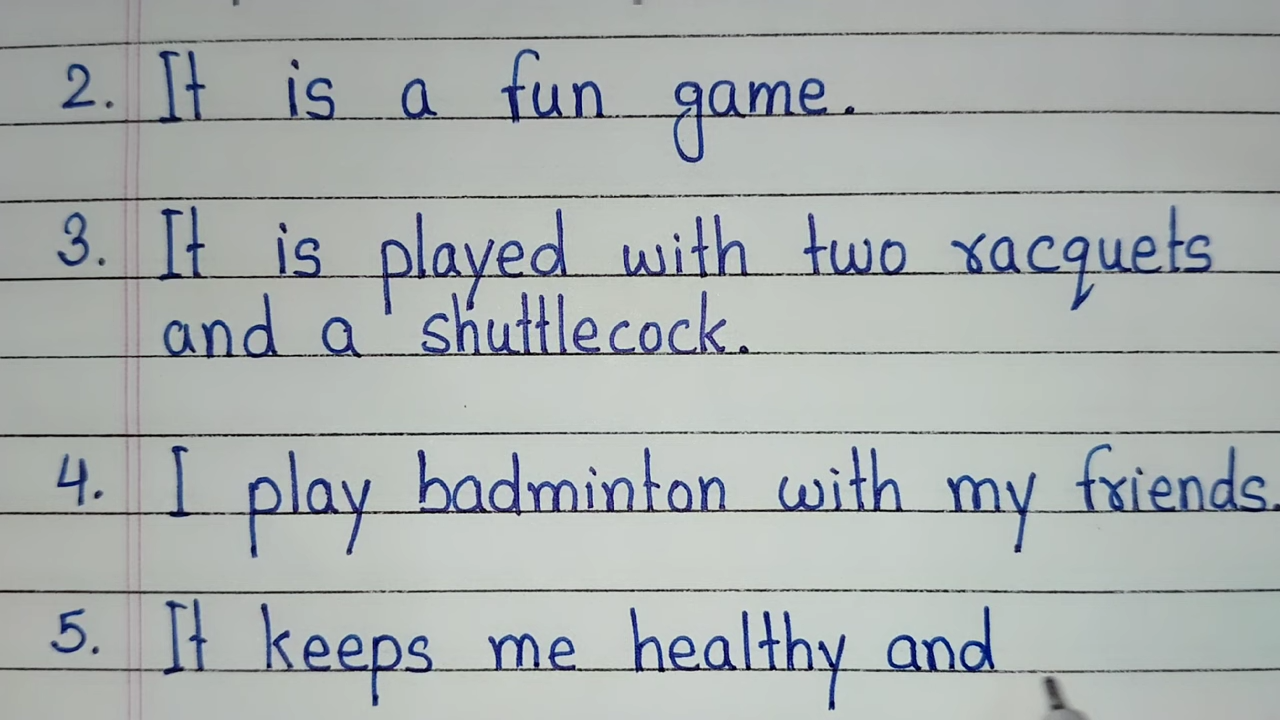 2. It is a fun game.
3. It is played with two racquets
and a shuttlecock.
4. I play badminton with my friends.
5. It keeps me healthy and